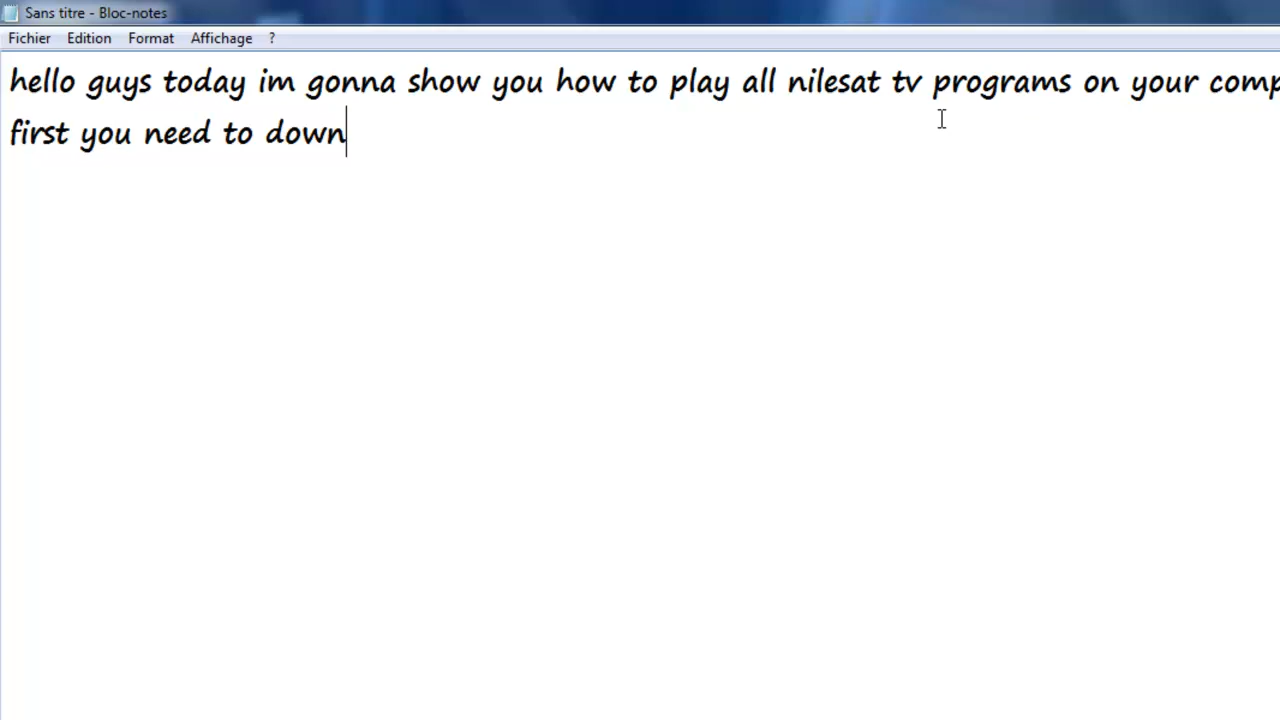 Sans titre - Bloc-notes
Fichier Edition Format Affichage ?
hello guys today im gonna show you how to play all nilesat tv programs on your comp
first you need to down